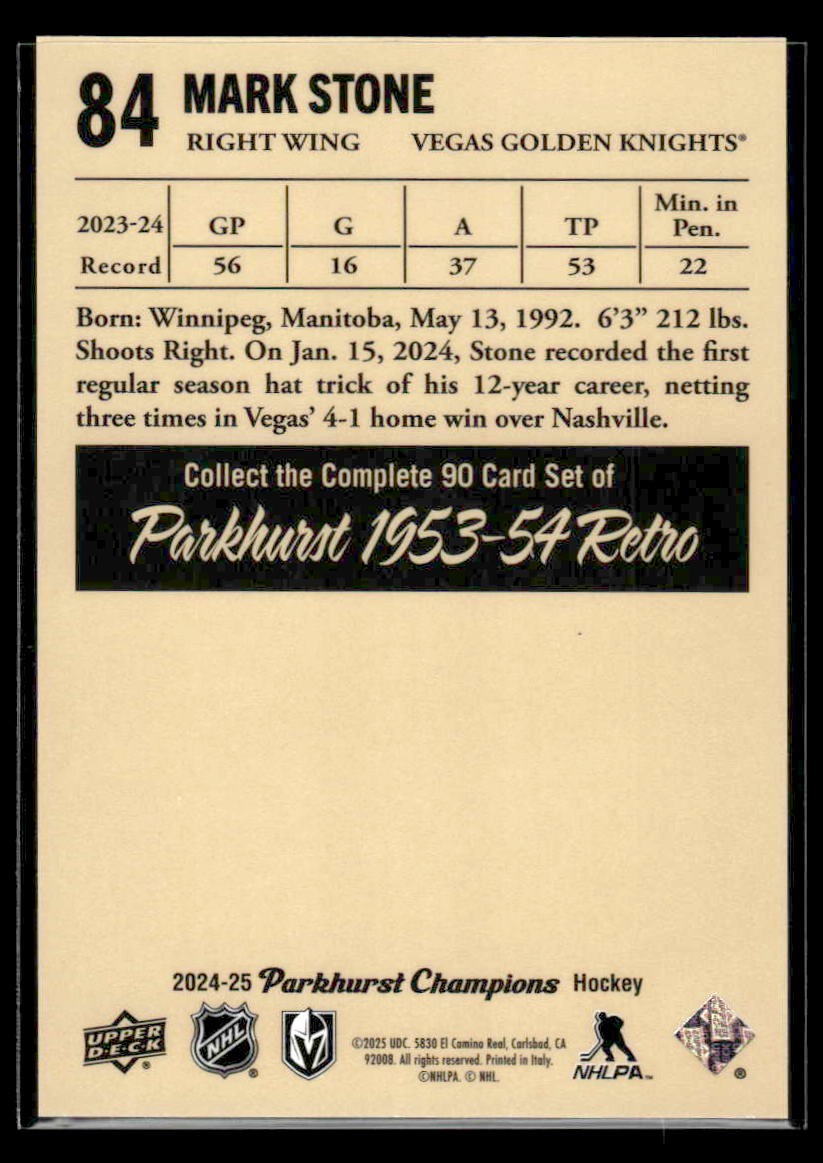 84 MARK STONE
RIGHT WING VEGAS GOLDEN KNIGHTS®
Min. in
2023-24 GP G A TP Pen.
Record 56 16 37 53 22
Born: Winnipeg, Manitoba, May 13, 1992. 6'3” 212 lbs.
Shoots Right. On Jan. 15, 2024, Stone recorded the first
regular season hat trick of his 12-year career, netting
three times in Vegas’ 4-1 home win over Nashville.
Collect the Complete 90 Card Set of
Parkhurst 1953-54 Retro
2024-25 Parkhurst Champions Hockey
UPPER
D·E·C·K
®
NHL
®
©2025 UDC. 5830 El Camino Real, Carlsbad, CA
92008. All rights reserved. Printed in Italy.
©NHLPA. © NHL.
NHLPA™
®